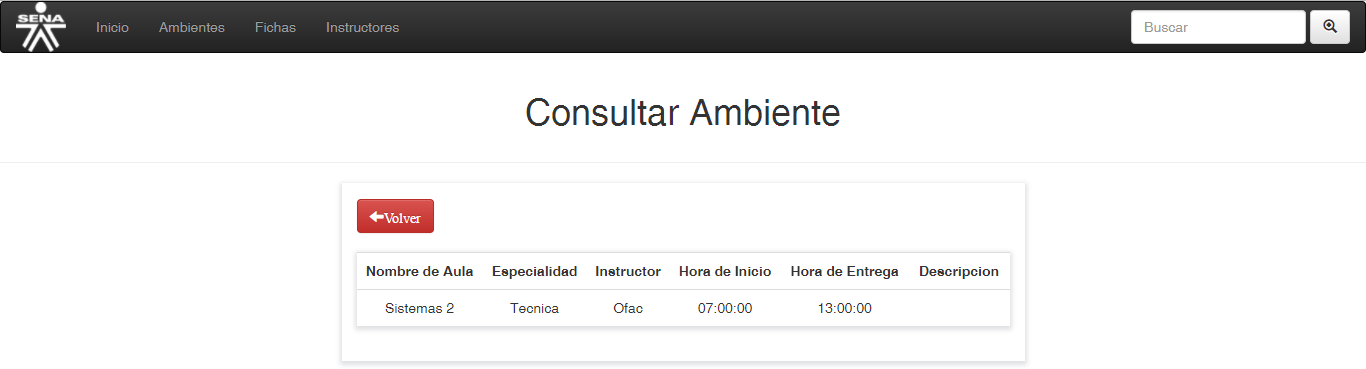 SENA Inicio Ambientes Fichas Instructores Buscar
Consultar Ambiente
Volver
Nombre de Aula Especialidad Instructor Hora de Inicio Hora de Entrega Descripcion
Sistemas 2 Tecnica Ofac 07:00:00 13:00:00